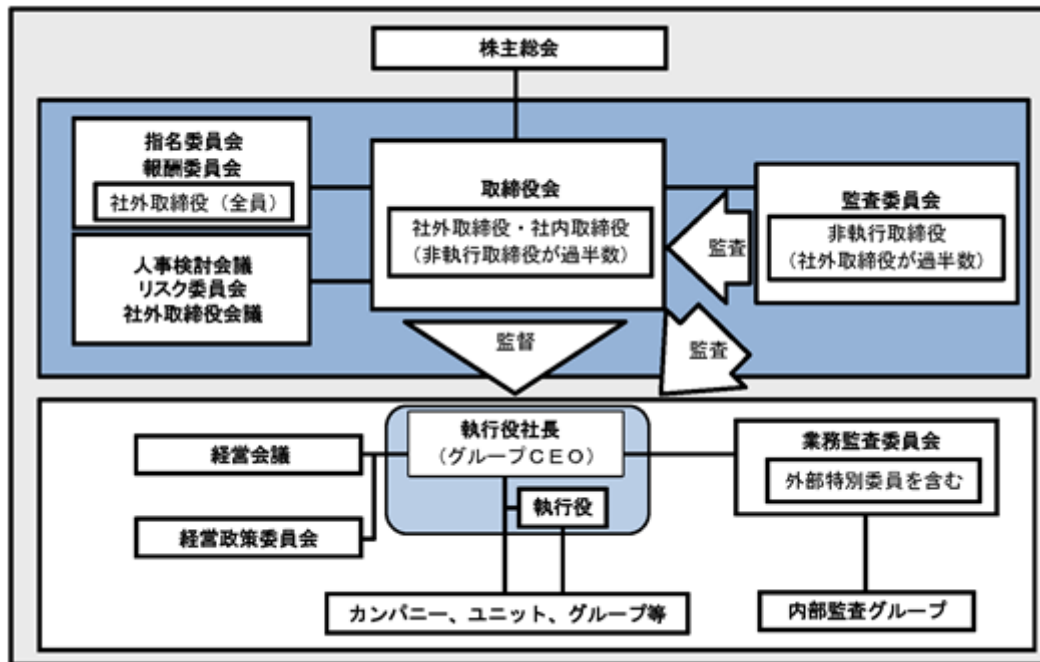 株主総会
指名委員会
報酬委員会
社外取締役（全員）
人事検討会議
リスク委員会
社外取締役会議
取締役会
社外取締役・社内取締役
（非執行取締役が過半数）
監査
監査委員会
非執行取締役
（社外取締役が過半数）
監督
監査
経営会議
経営政策委員会
執行役社長
（グループＣＥＯ）
執行役
カンパニー、ユニット、グループ等
業務監査委員会
外部特別委員を含む
内部監査グループ